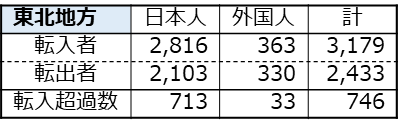 東北地方 日本人 外国人 計
転入者 2,816 363 3,179
転出者 2,103 330 2,433
転入超過数 713 33 746